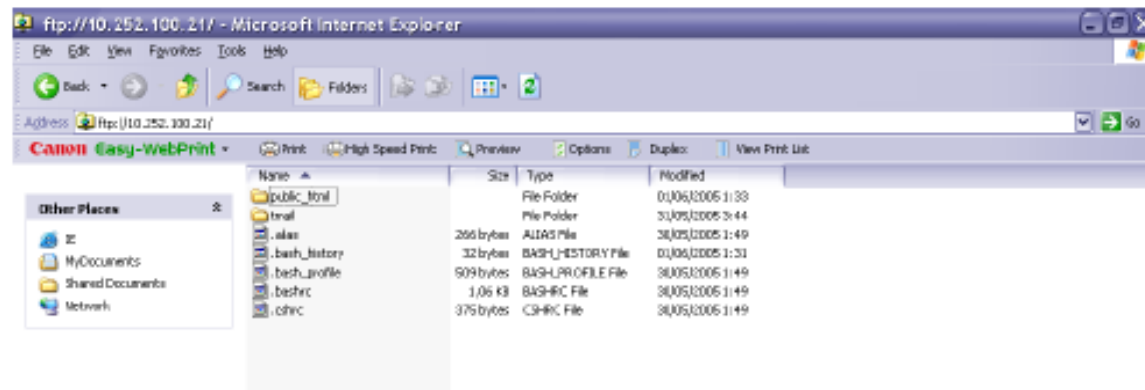 ftp://10.252.100.21/ - Microsoft Internet Explorer
File Edit View Favorites Tools Help
Back Search Folders
Address ftp://10.252.100.21/ Go
Canon Easy-WebPrint Print High Speed Print Preview Options Duplex View Print List
Name Size Type Modified
public_html File Folder 01/06/2005 1:33
Other Places tmail File Folder 31/05/2005 3:44
.alias 266 bytes ALIAS File 30/05/2005 1:49
IE .bash_history 32 bytes BASH_HISTORY File 01/06/2005 1:31
MyDocuments .bash_profile 509 bytes BASH_PROFILE File 30/05/2005 1:49
Shared Documents .bashrc 1,06 KB BASHRC File 30/05/2005 1:49
Network .cshrc 375 bytes CSHRC File 30/05/2005 1:49